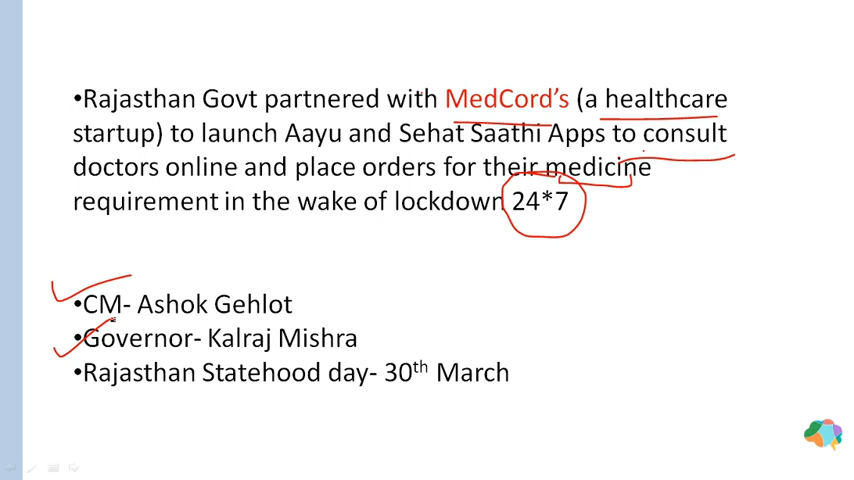 •Rajasthan Govt partnered with MedCord's (a healthcare
startup) to launch Aayu and Sehat Saathi Apps to consult
doctors online and place orders for their medicine
requirement in the wake of lockdown 24*7
•CM- Ashok Gehlot
•Governor- Kalraj Mishra
•Rajasthan Statehood day- 30th March